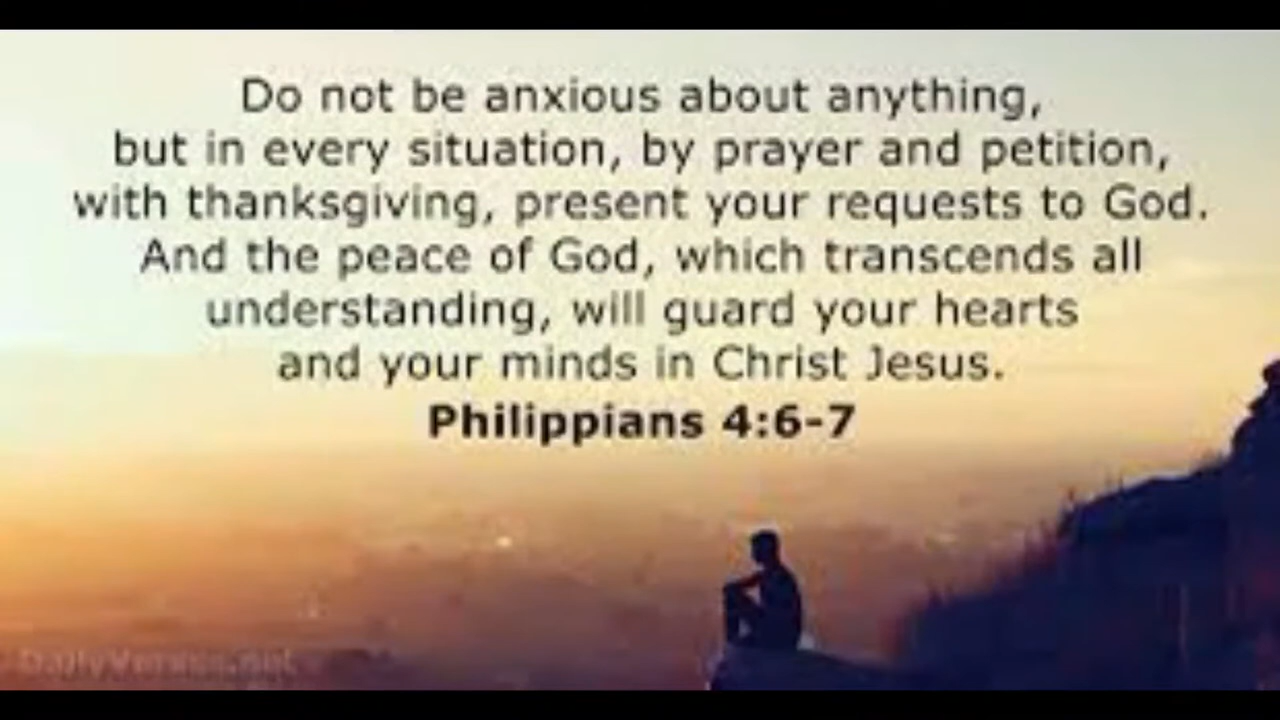 Do not be anxious about anything,
but in every situation, by prayer and petition,
with thanksgiving, present your requests to God.
And the peace of God, which transcends all
understanding, will guard your hearts
and your minds in Christ Jesus.
Philippians 4:6-7
DailyVerses.net